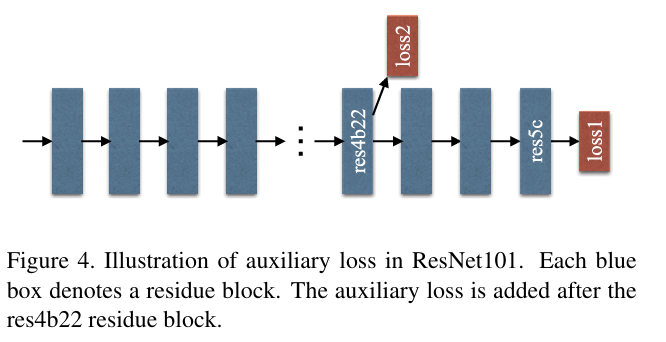 loss2
res4b22
res5c
loss1
Figure 4. Illustration of auxiliary loss in ResNet101. Each blue
box denotes a residue block. The auxiliary loss is added after the
res4b22 residue block.